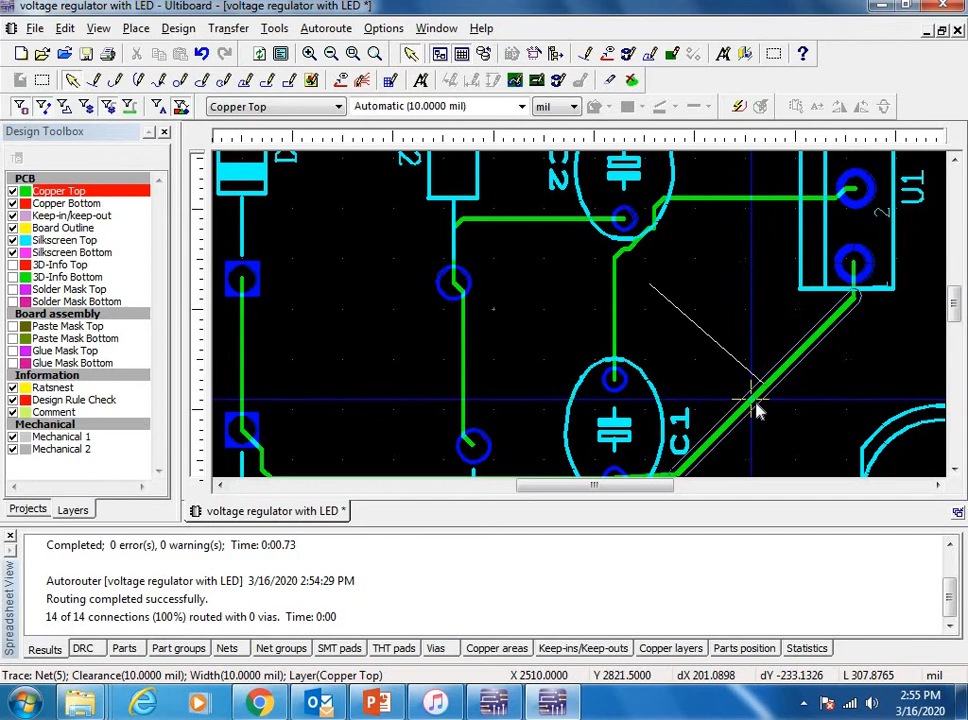 voltage regulator with LED * - Ultiboard - [voltage regulator with LED *]
File Edit View Place Design Transfer Tools Autoroute Options Window Help
Copper Top Automatic (10.0000 mil) mil
Design Toolbox
PCB
Copper Top
Copper Bottom
Keep-in/keep-out
Board Outline
Silkscreen Top
Silkscreen Bottom
3D-Info Top
3D-Info Bottom
Solder Mask Top
Solder Mask Bottom
Board assembly
Paste Mask Top
Paste Mask Bottom
Glue Mask Top
Glue Mask Bottom
Information
Ratsnest
Design Rule Check
Comment
Mechanical
Mechanical 1
Mechanical 2
Projects Layers
D
2
C2
U1
2
C1
voltage regulator with LED *
Spreadsheet View
Completed; 0 error(s), 0 warning(s); Time: 0:00.73
Autorouter [voltage regulator with LED] 3/16/2020 2:54:29 PM
Routing completed successfully.
14 of 14 connections (100%) routed with 0 vias. Time: 0:00
Results DRC Parts Part groups Nets Net groups SMT pads THT pads Vias Copper areas Keep-ins/Keep-outs Copper layers Parts position Statistics
Trace: Net(5); Clearance(10.0000 mil); Width(10.0000 mil); Layer(Copper Top) X 2510.0000 Y 2821.5000 dX 201.0898 dY -233.1326 L 307.8765 mil
2:55 PM
3/16/2020